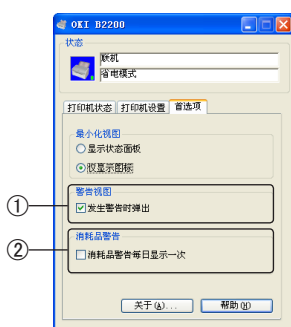 OKI B2200
状态
联机
省电模式
打印机状态 打印机设置 首选项
最小化视图
显示状态面板
仅显示图标
① 警告视图
发生警告时弹出
② 消耗品警告
消耗品警告每日显示一次
关于(A)... 帮助(H)